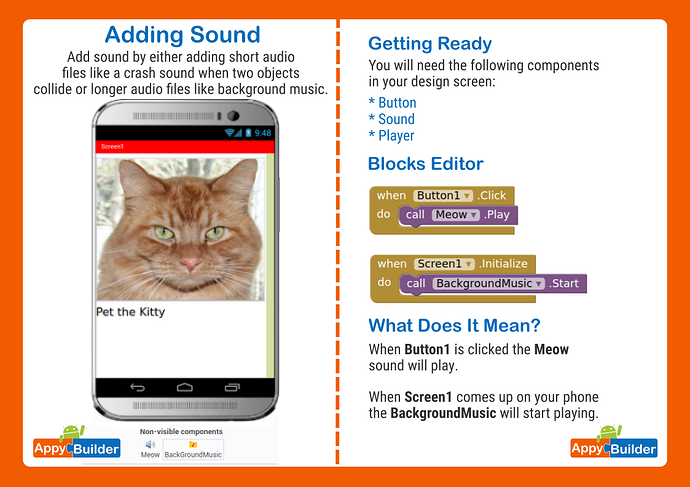 Adding Sound
Add sound by either adding short audio
files like a crash sound when two objects
collide or longer audio files like background music.
9:48
Screen1
Pet the Kitty
Non-visible components
Meow
BackGroundMusic
AppyBuilder
Getting Ready
You will need the following components
in your design screen:
* Button
* Sound
* Player
Blocks Editor
when Button1 .Click
do call Meow .Play
when Screen1 .Initialize
do call BackgroundMusic .Start
What Does It Mean?
When Button1 is clicked the Meow
sound will play.
When Screen1 comes up on your phone
the BackgroundMusic will start playing.
AppyBuilder